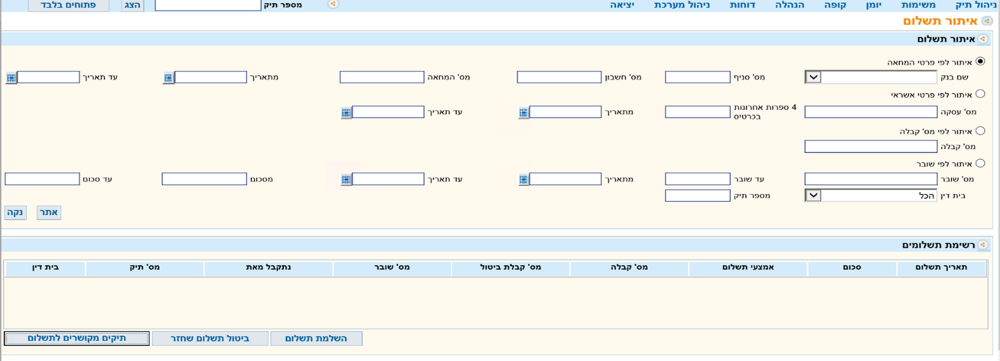 ניהול תיק משימות יומן קופה הנהלה דוחות ניהול מערכת יציאה מספר תיק הצג פתוחים בלבד
איתור תשלום
איתור תשלום
איתור לפי פרטי המחאה
שם בנק מס' סניף מס' חשבון מס' המחאה מתאריך עד תאריך
איתור לפי פרטי אשראי
מס' עסקה 4 ספרות אחרונות בכרטיס מתאריך עד תאריך
איתור לפי מס' קבלה
מס' קבלה
איתור לפי שובר
מס' שובר עד שובר מתאריך עד תאריך מסכום עד סכום
בית דין הכל מספר תיק
אתר נקה
רשימת תשלומים
תאריך תשלום סכום אמצעי תשלום מס' קבלה מס' קבלת ביטול מס' שובר נתקבל מאת מס' תיק בית דין
השלמת תשלום ביטול תשלום שחזר תיקים מקושרים לתשלום